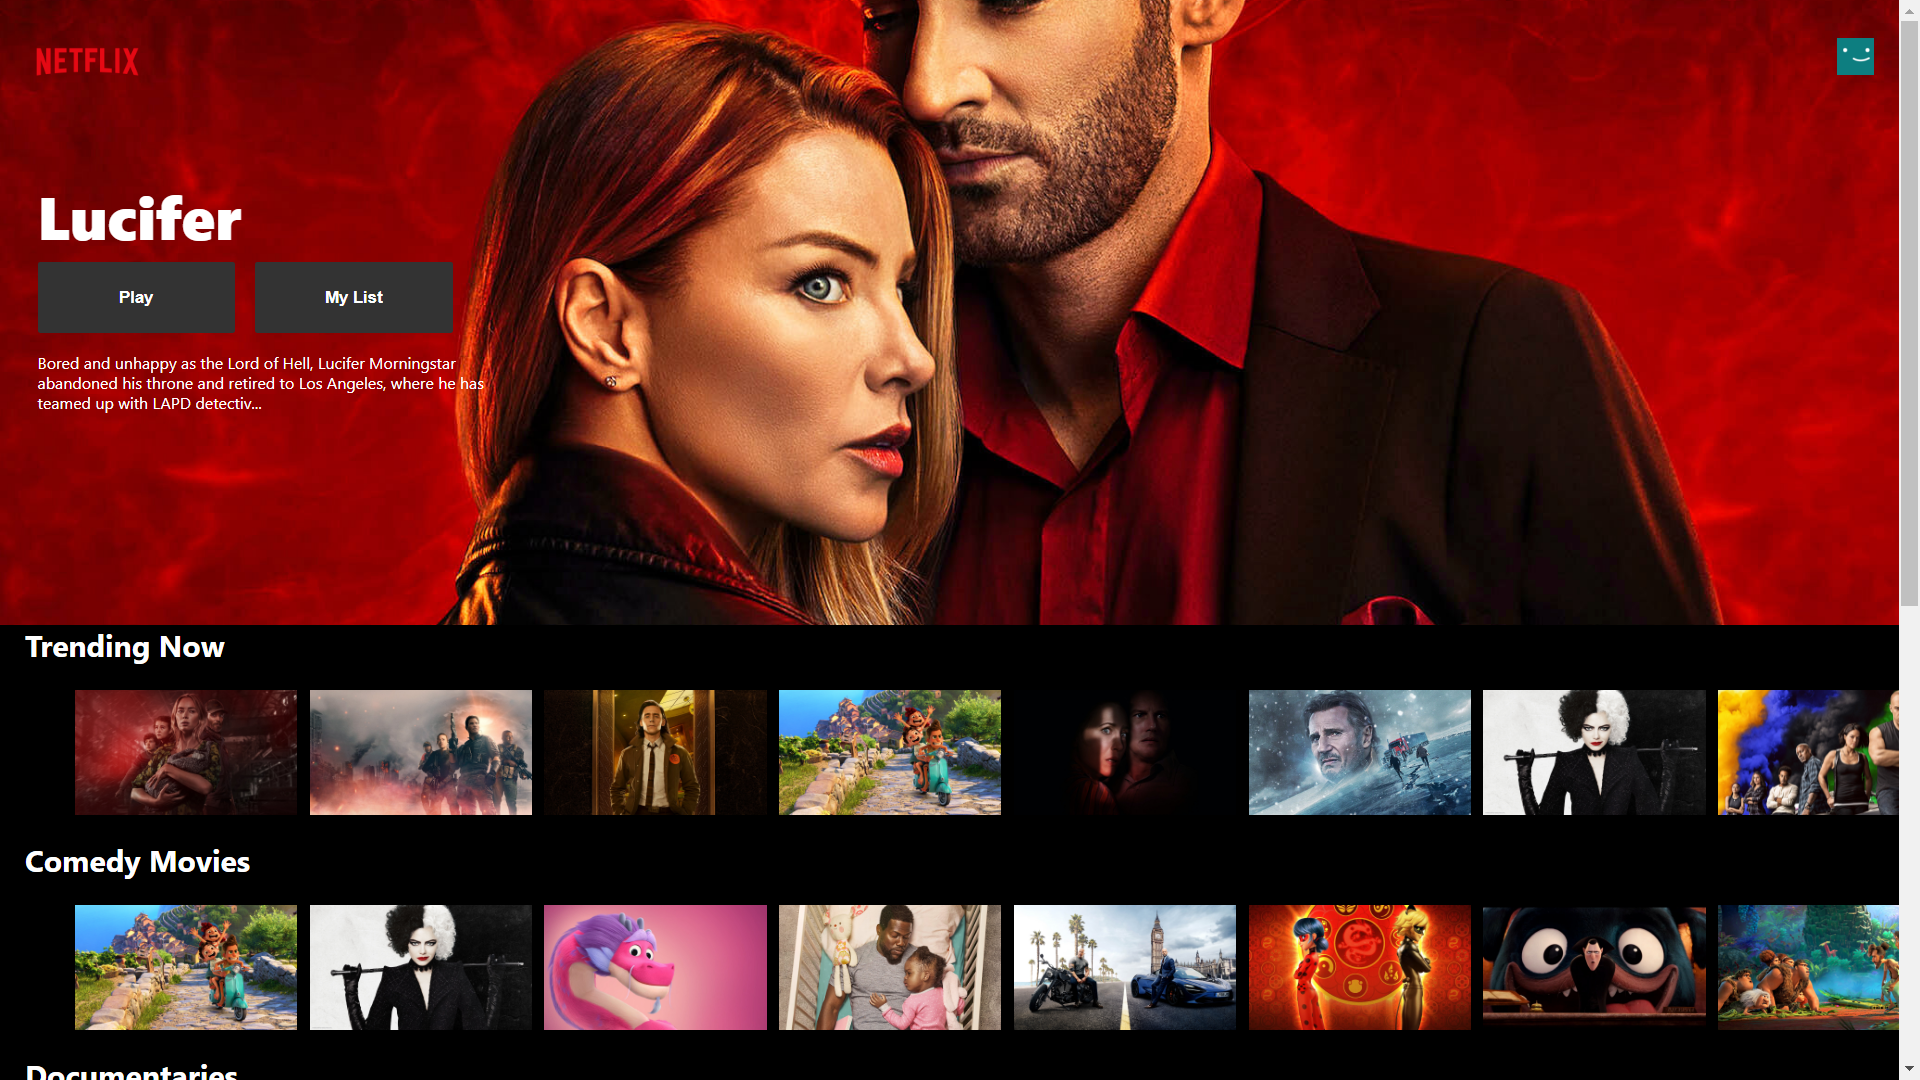 NETFLIX
Lucifer
Play
My List
Bored and unhappy as the Lord of Hell, Lucifer Morningstar
abandoned his throne and retired to Los Angeles, where he has
teamed up with LAPD detectiv...
Trending Now
Comedy Movies
Documentaries